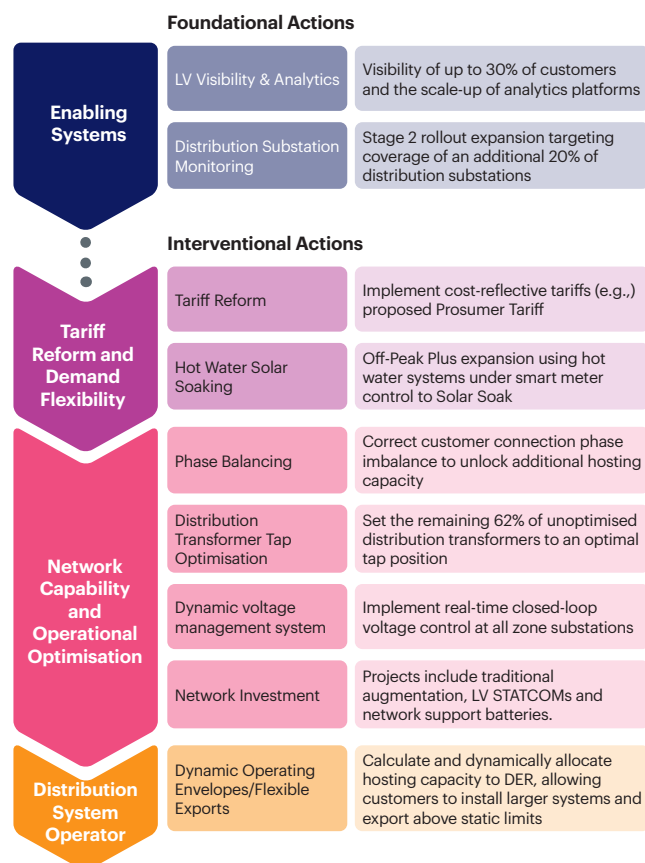 Foundational Actions
Enabling
Systems
LV Visibility & Analytics
Visibility of up to 30% of customers
and the scale-up of analytics platforms
Distribution Substation
Monitoring
Stage 2 rollout expansion targeting
coverage of an additional 20% of
distribution substations
Interventional Actions
Tariff
Reform and
Demand
Flexibility
Tariff Reform
Implement cost-reflective tariffs (e.g.,)
proposed Prosumer Tariff
Hot Water Solar
Soaking
Off-Peak Plus expansion using hot
water systems under smart meter
control to Solar Soak
Network
Capability
and
Operational
Optimisation
Phase Balancing
Correct customer connection phase
imbalance to unlock additional hosting
capacity
Distribution
Transformer Tap
Optimisation
Set the remaining 62% of unoptimised
distribution transformers to an optimal
tap position
Dynamic voltage
management system
Implement real-time closed-loop
voltage control at all zone substations
Network Investment
Projects include traditional
augmentation, LV STATCOMs and
network support batteries.
Distribution
System
Operator
Dynamic Operating
Envelopes/Flexible
Exports
Calculate and dynamically allocate
hosting capacity to DER, allowing
customers to install larger systems and
export above static limits